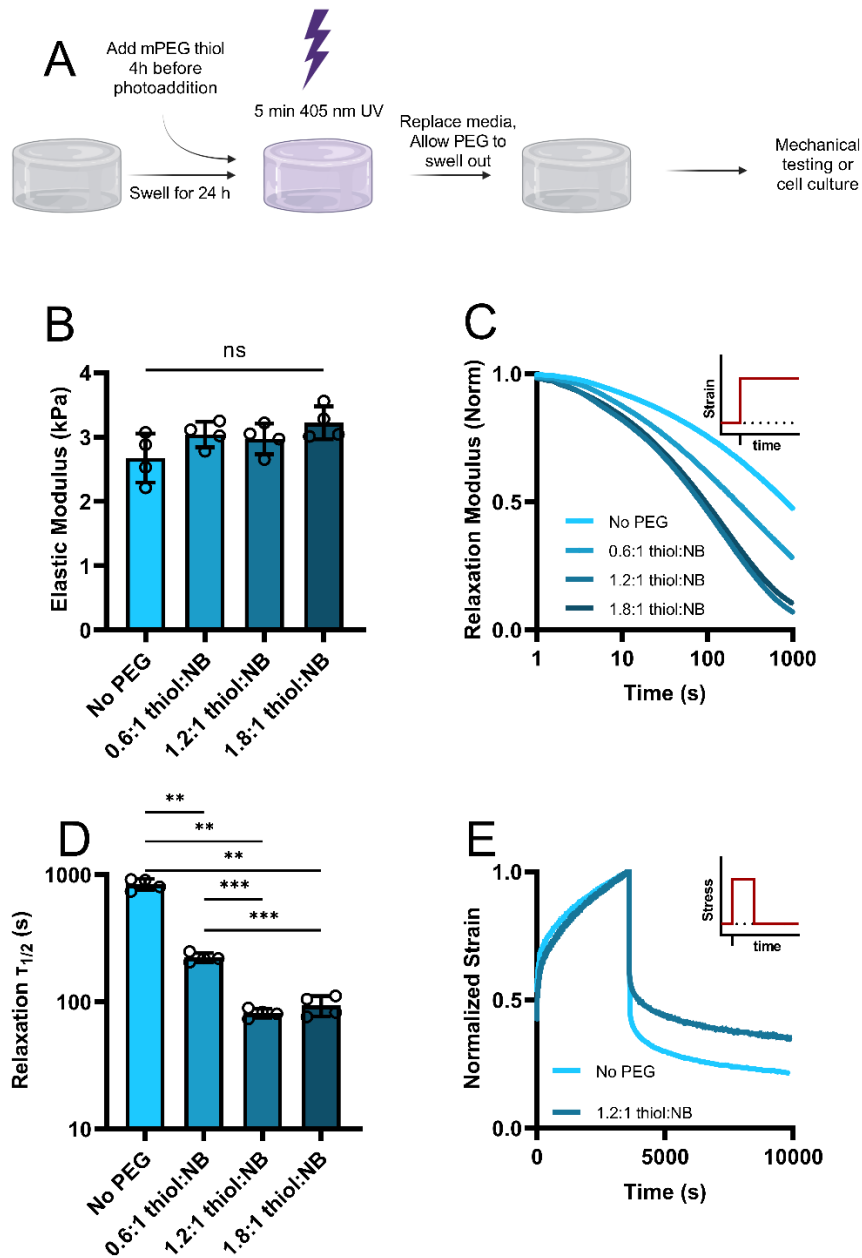 A
Add mPEG thiol
4h before
photoaddition
5 min 405 nm UV
Replace media,
Allow PEG to
swell out
Swell for 24 h
Mechanical
testing or
cell culture
B
ns
Elastic Modulus (kPa)
4
3
2
1
0
No PEG
0.6:1 thiol:NB
1.2:1 thiol:NB
1.8:1 thiol:NB
C
Relaxation Modulus (Norm)
1.0
0.5
0.0
1
10
100
1000
Time (s)
Strain
time
No PEG
0.6:1 thiol:NB
1.2:1 thiol:NB
1.8:1 thiol:NB
D
**
**
**
***
***
Relaxation τ1/2 (s)
1000
100
10
No PEG
0.6:1 thiol:NB
1.2:1 thiol:NB
1.8:1 thiol:NB
E
Normalized Strain
1.0
0.5
0.0
0
5000
10000
Time (s)
Stress
time
No PEG
1.2:1 thiol:NB